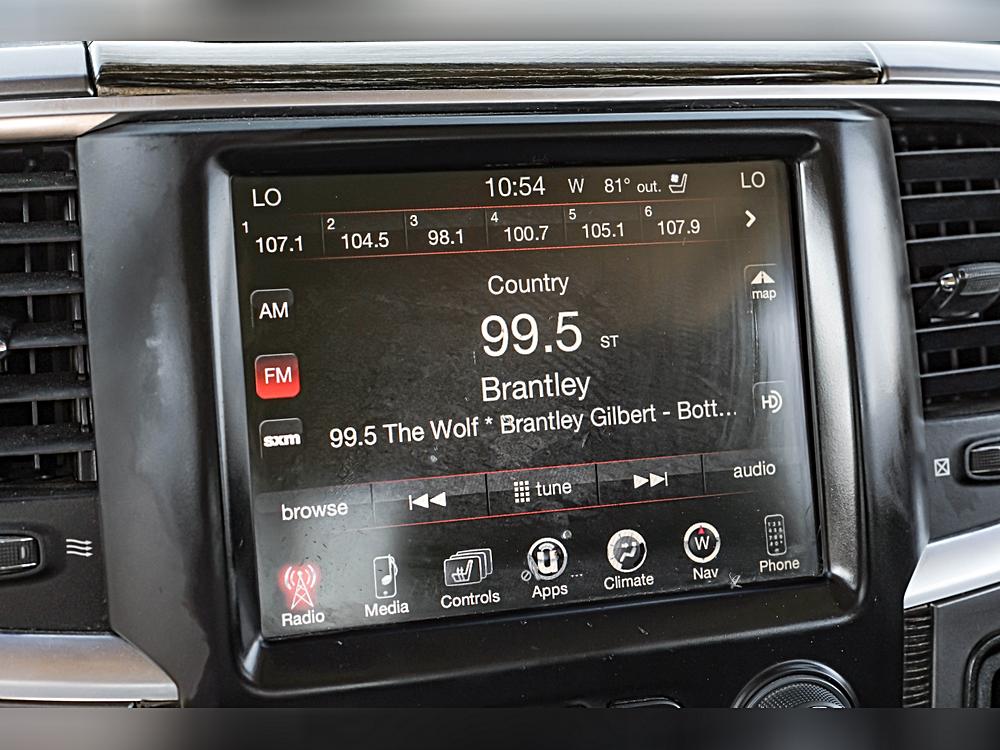 LO 10:54 W 81° out. LO
1 107.1 2 104.5 3 98.1 4 100.7 5 105.1 6 107.9
Country
map
AM
99.5 ST
FM
Brantley
HD
sxm
99.5 The Wolf * Brantley Gilbert - Bott...
browse tune audio
Radio Media Controls Apps Climate Nav Phone
W